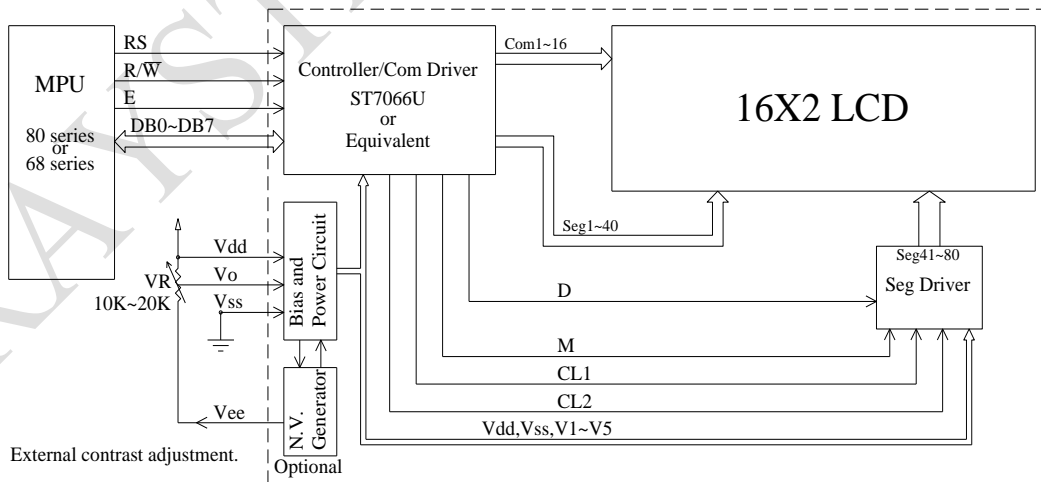 MPU
80 series
or
68 series
RS
R/W̅
E
DB0~DB7
Controller/Com Driver
ST7066U
or
Equivalent
Com1~16
16X2 LCD
Seg1~40
Seg41~80
Seg Driver
Vdd
Vo
Vss
VR
10K~20K
Bias and
Power Circuit
D
M
CL1
CL2
Vdd,Vss,V1~V5
Vee
N.V.
Generator
Optional
External contrast adjustment.